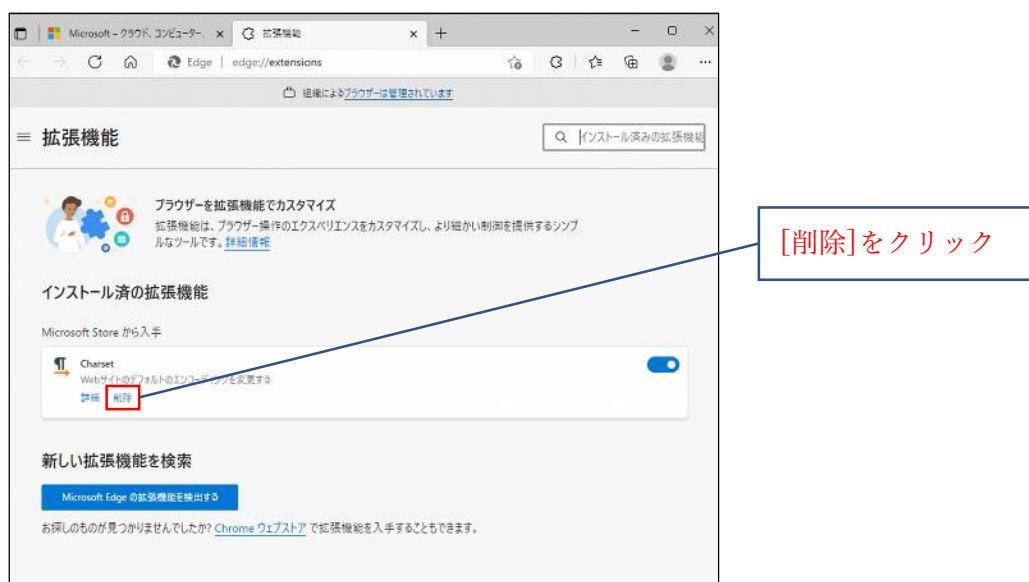 Microsoft – クラウド、コンピューター、
拡張機能
Edge | edge://extensions
組織によるブラウザーは管理されています
拡張機能
インストール済みの拡張機能
ブラウザーを拡張機能でカスタマイズ
拡張機能は、ブラウザー操作のエクスペリエンスをカスタマイズし、より細かい制御を提供するシンプ
ルなツールです。詳細情報
[削除]をクリック
インストール済の拡張機能
Microsoft Store から入手
Charset
Webサイトのデフォルトのエンコーディングを変更する
詳細 削除
新しい拡張機能を検索
Microsoft Edge の拡張機能を検出する
お探しのものが見つかりませんでしたか? Chrome ウェブストア で拡張機能を入手することもできます。